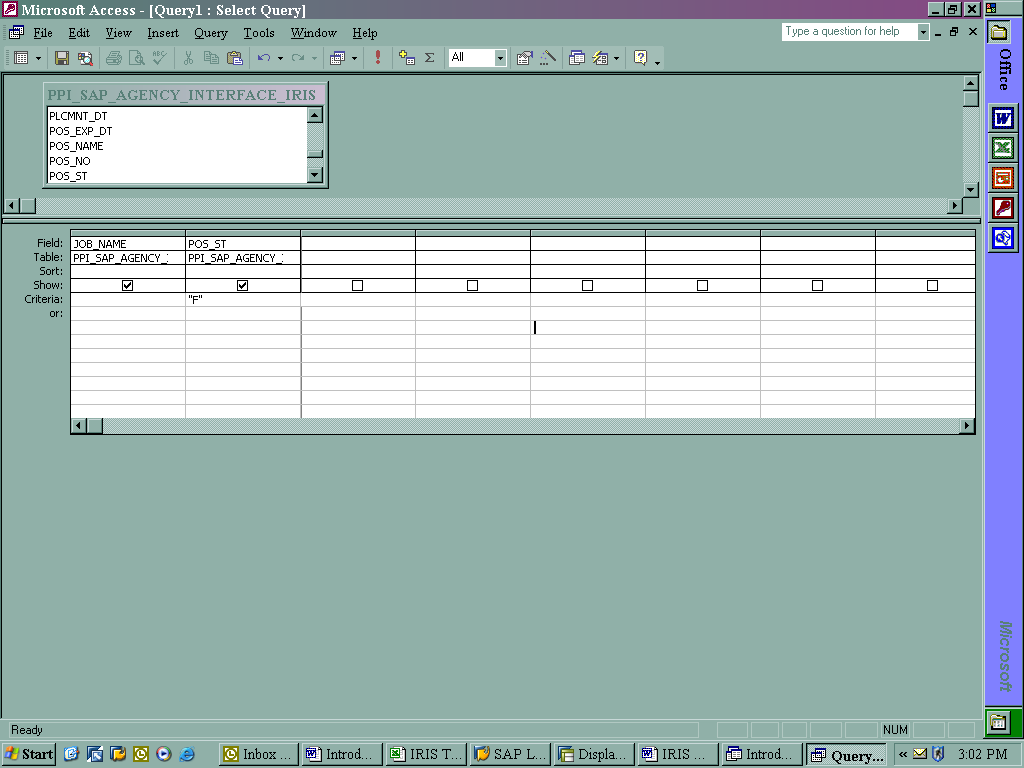 Microsoft Access - [Query1 : Select Query]
File Edit View Insert Query Tools Window Help
Type a question for help
All
Office
PPI_SAP_AGENCY_INTERFACE_IRIS
PLCMNT_DT
POS_EXP_DT
POS_NAME
POS_NO
POS_ST
Field: JOB_NAME POS_ST
Table: PPI_SAP_AGENCY_ PPI_SAP_AGENCY_
Sort:
Show:
Criteria: "F"
or:
Microsoft
Ready NUM
Start Inbox ... Introd... IRIS T... SAP L... Displa... IRIS ... Introd... Query... « 3:02 PM